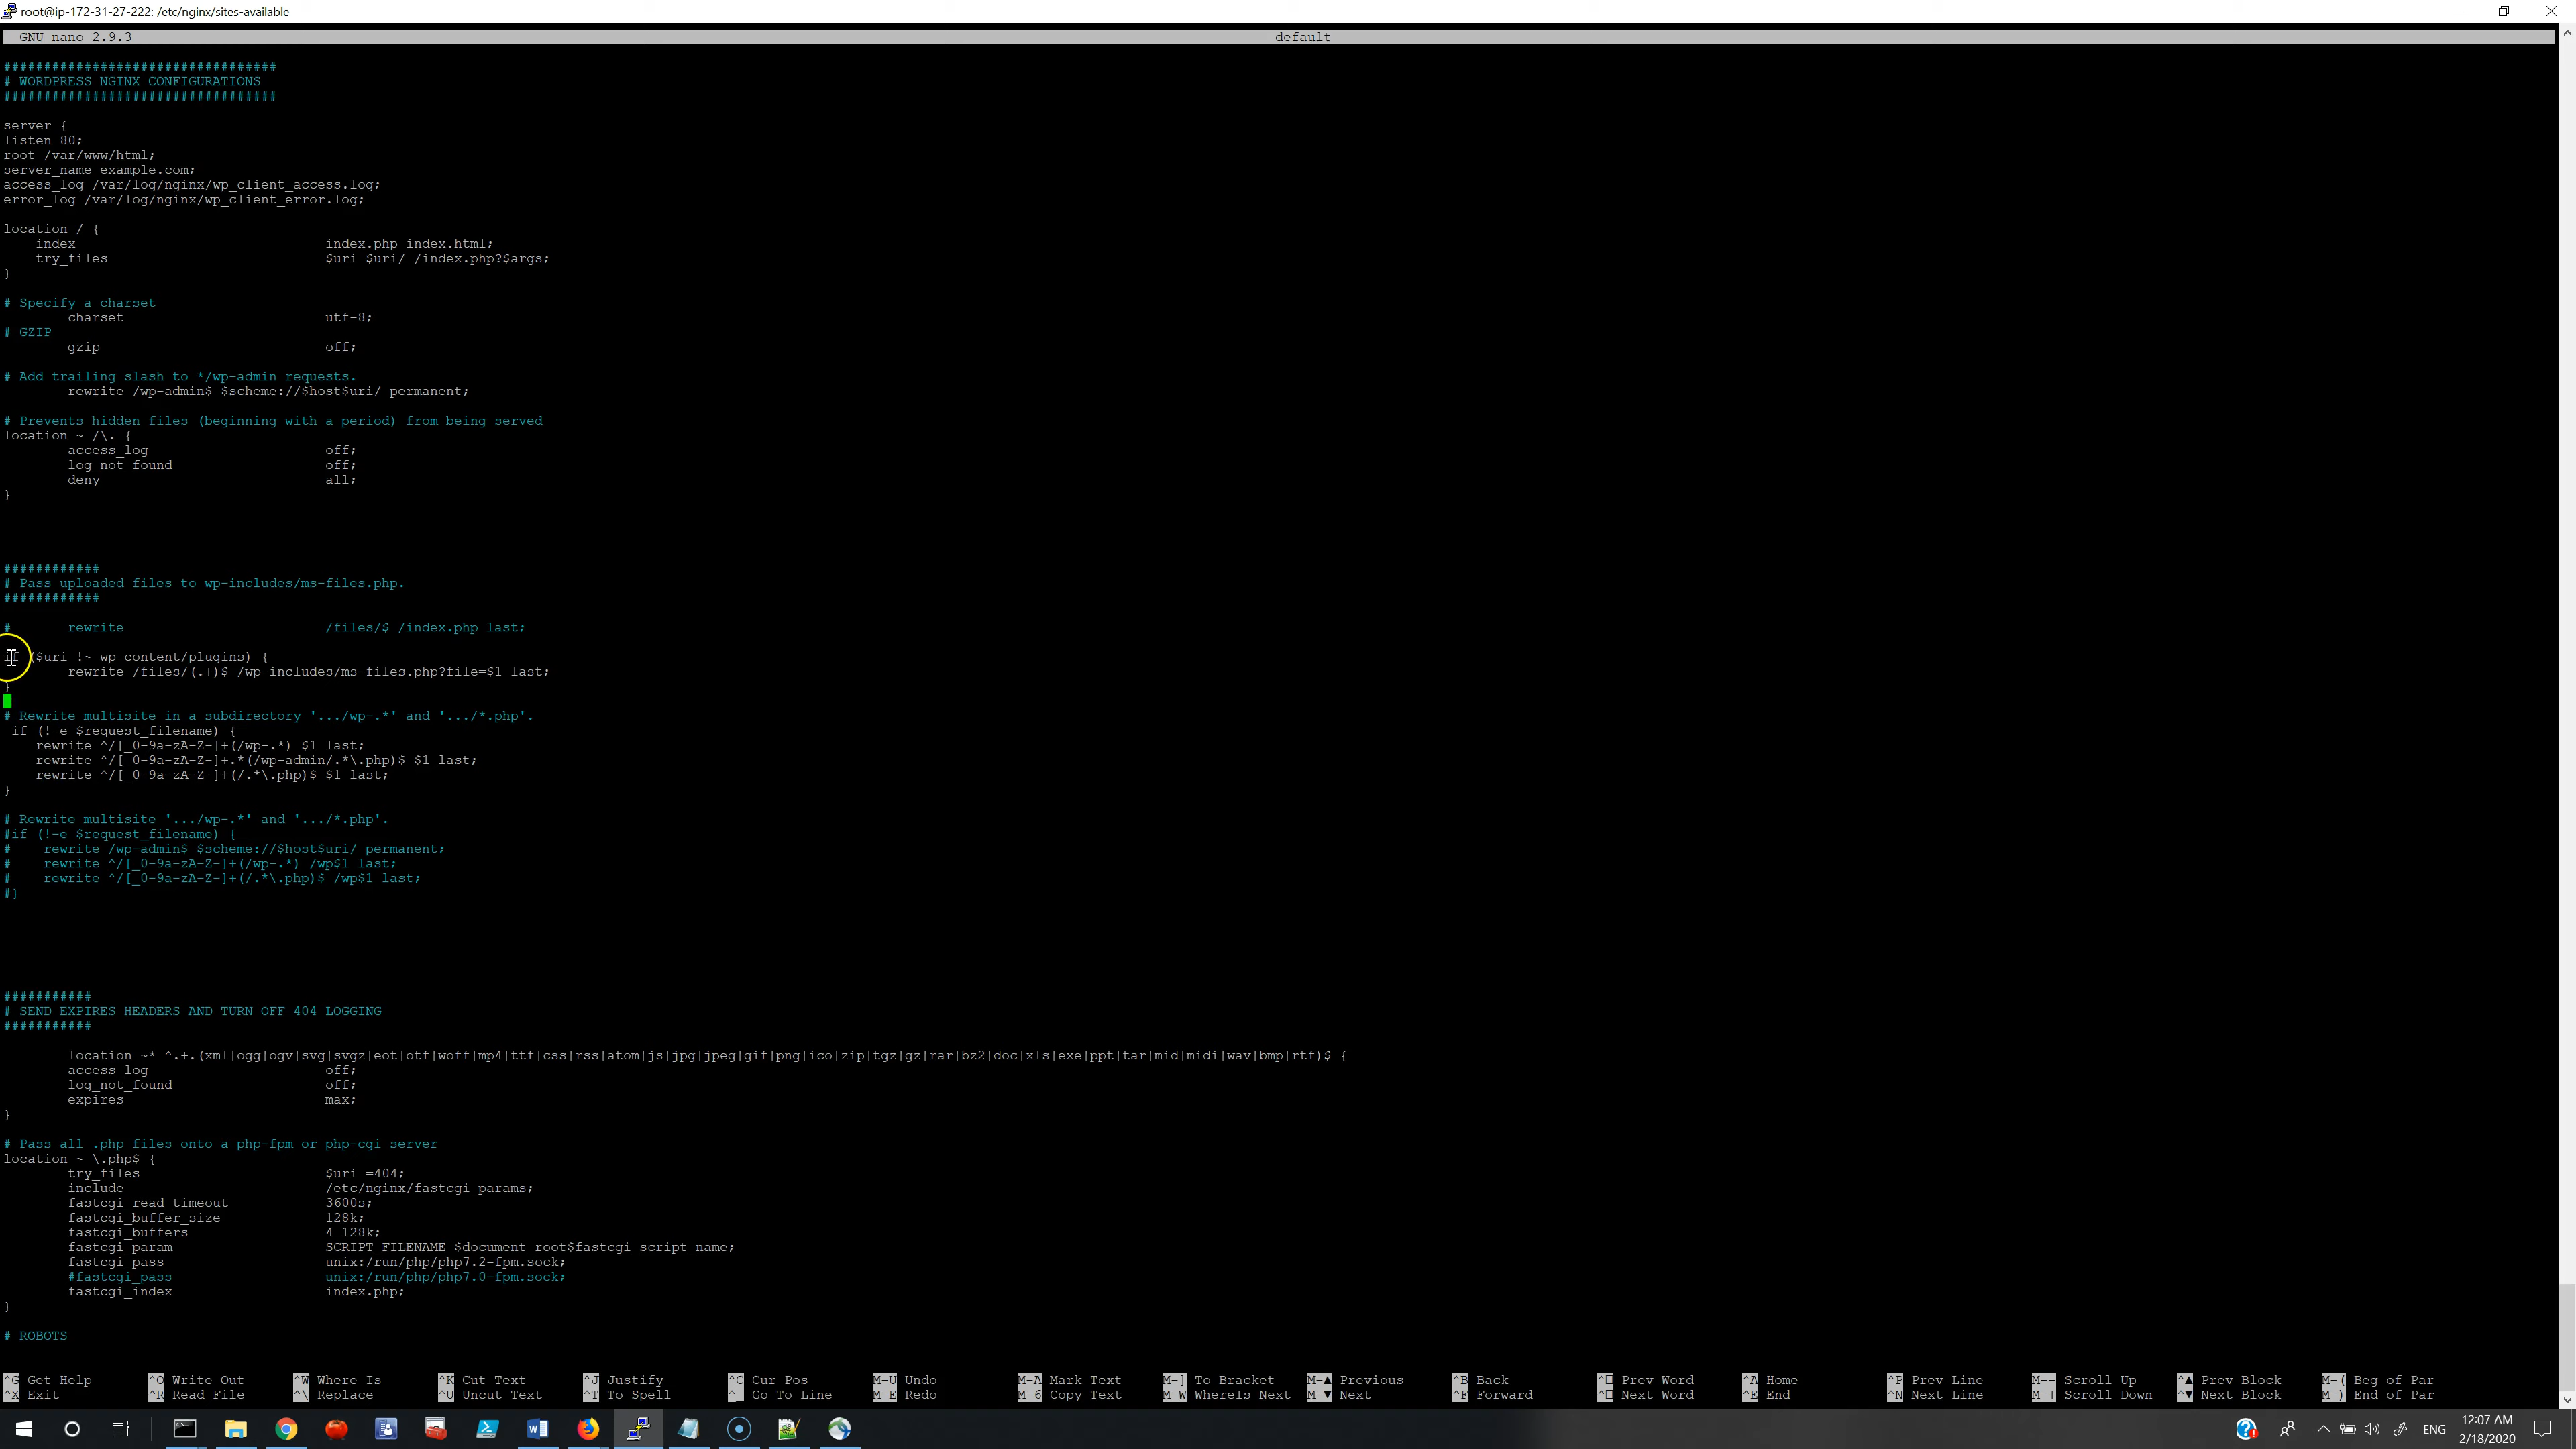 root@ip-172-31-27-222: /etc/nginx/sites-available
GNU nano 2.9.3 default
##################################
# WORDPRESS NGINX CONFIGURATIONS
##################################
server {
listen 80;
root /var/www/html;
server_name example.com;
access_log /var/log/nginx/wp_client_access.log;
error_log /var/log/nginx/wp_client_error.log;
location / {
index index.php index.html;
try_files $uri $uri/ /index.php?$args;
}
# Specify a charset
charset utf-8;
# GZIP
gzip off;
# Add trailing slash to */wp-admin requests.
rewrite /wp-admin$ $scheme://$host$uri/ permanent;
# Prevents hidden files (beginning with a period) from being served
location ~ /\. {
access_log off;
log_not_found off;
deny all;
}
############
# Pass uploaded files to wp-includes/ms-files.php.
############
# rewrite /files/$ /index.php last;
if ($uri !~ wp-content/plugins) {
rewrite /files/(.+)$ /wp-includes/ms-files.php?file=$1 last;
}
# Rewrite multisite in a subdirectory '.../wp-.*' and '.../*.php'.
if (!-e $request_filename) {
rewrite ^/[_0-9a-zA-Z-]+(/wp-.*) $1 last;
rewrite ^/[_0-9a-zA-Z-]+.*(/wp-admin/.*\.php)$ $1 last;
rewrite ^/[_0-9a-zA-Z-]+(/.*\.php)$ $1 last;
}
# Rewrite multisite '.../wp-.*' and '.../*.php'.
#if (!-e $request_filename) {
# rewrite /wp-admin$ $scheme://$host$uri/ permanent;
# rewrite ^/[_0-9a-zA-Z-]+(/wp-.*) /wp$1 last;
# rewrite ^/[_0-9a-zA-Z-]+(/.*\.php)$ /wp$1 last;
#}
###########
# SEND EXPIRES HEADERS AND TURN OFF 404 LOGGING
###########
location ~* ^.+.(xml|ogg|ogv|svg|svgz|eot|otf|woff|mp4|ttf|css|rss|atom|js|jpg|jpeg|gif|png|ico|zip|tgz|gz|rar|bz2|doc|xls|exe|ppt|tar|mid|midi|wav|bmp|rtf)$ {
access_log off;
log_not_found off;
expires max;
}
# Pass all .php files onto a php-fpm or php-cgi server
location ~ \.php$ {
try_files $uri =404;
include /etc/nginx/fastcgi_params;
fastcgi_read_timeout 3600s;
fastcgi_buffer_size 128k;
fastcgi_buffers 4 128k;
fastcgi_param SCRIPT_FILENAME $document_root$fastcgi_script_name;
fastcgi_pass unix:/run/php/php7.2-fpm.sock;
#fastcgi_pass unix:/run/php/php7.0-fpm.sock;
fastcgi_index index.php;
}
# ROBOTS
^G Get Help ^O Write Out ^W Where Is ^K Cut Text ^J Justify ^C Cur Pos M-U Undo M-A Mark Text M-] To Bracket M-▲ Previous ^B Back ^□ Prev Word ^A Home ^P Prev Line M-- Scroll Up ^▲ Prev Block M-( Beg of Par
^X Exit ^R Read File ^\ Replace ^U Uncut Text ^T To Spell ^_ Go To Line M-E Redo M-6 Copy Text M-W WhereIs Next M-▼ Next ^F Forward ^□ Next Word ^E End ^N Next Line M-+ Scroll Down ^▼ Next Block M-) End of Par
ENG
12:07 AM
2/18/2020